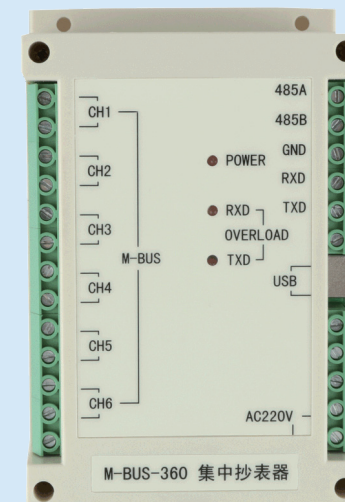 CH1
CH2
CH3
CH4
CH5
CH6
M-BUS
POWER
RXD
OVERLOAD
TXD
485A
485B
GND
RXD
TXD
USB
AC220V
M-BUS-360 集中抄表器